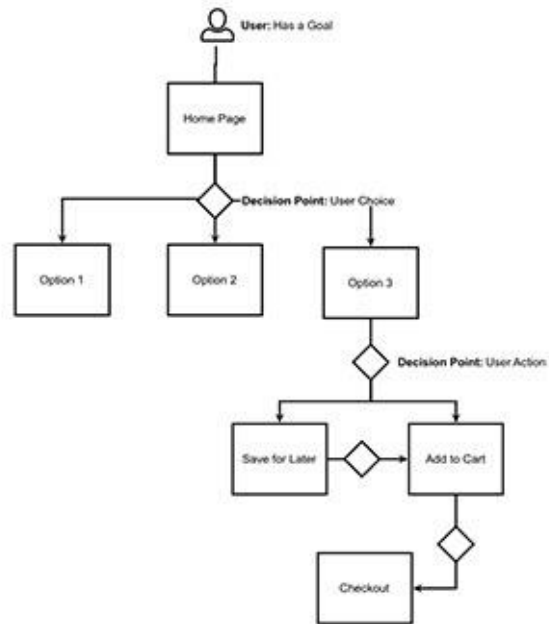 User: Has a Goal
Home Page
Decision Point: User Choice
Option 1
Option 2
Option 3
Decision Point: User Action
Save for Later
Add to Cart
Checkout